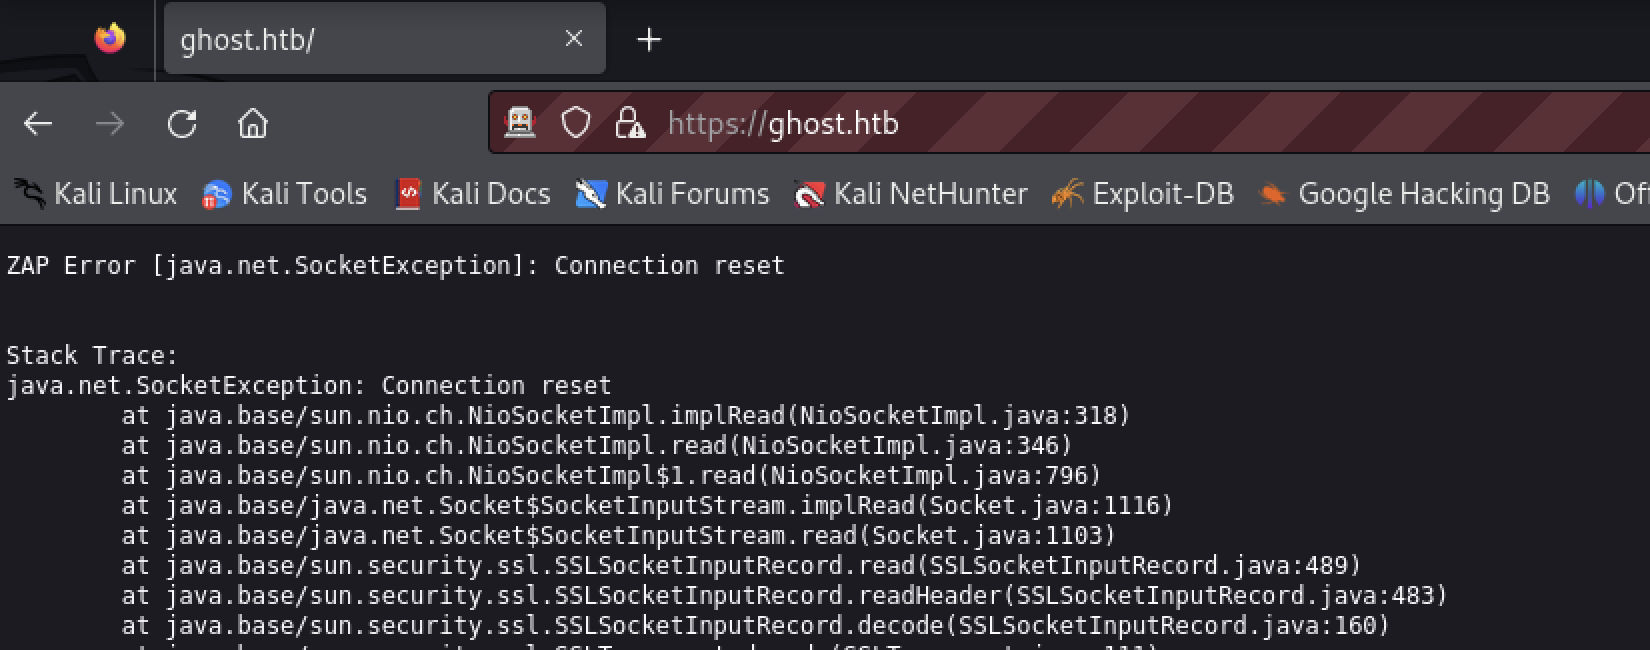 ghost.htb/
https://ghost.htb
Kali Linux Kali Tools Kali Docs Kali Forums Kali NetHunter Exploit-DB Google Hacking DB
ZAP Error [java.net.SocketException]: Connection reset
Stack Trace:
java.net.SocketException: Connection reset
at java.base/sun.nio.ch.NioSocketImpl.implRead(NioSocketImpl.java:318)
at java.base/sun.nio.ch.NioSocketImpl.read(NioSocketImpl.java:346)
at java.base/sun.nio.ch.NioSocketImpl$1.read(NioSocketImpl.java:796)
at java.base/java.net.Socket$SocketInputStream.implRead(Socket.java:1116)
at java.base/java.net.Socket$SocketInputStream.read(Socket.java:1103)
at java.base/sun.security.ssl.SSLSocketInputRecord.read(SSLSocketInputRecord.java:489)
at java.base/sun.security.ssl.SSLSocketInputRecord.readHeader(SSLSocketInputRecord.java:483)
at java.base/sun.security.ssl.SSLSocketInputRecord.decode(SSLSocketInputRecord.java:160)